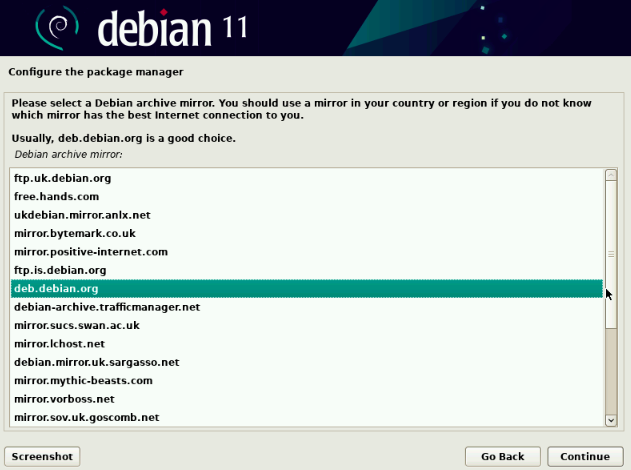 debian 11
Configure the package manager
Please select a Debian archive mirror. You should use a mirror in your country or region if you do not know
which mirror has the best Internet connection to you.
Usually, deb.debian.org is a good choice.
Debian archive mirror:
ftp.uk.debian.org
free.hands.com
ukdebian.mirror.anlx.net
mirror.bytemark.co.uk
mirror.positive-internet.com
ftp.is.debian.org
deb.debian.org
debian-archive.trafficmanager.net
mirror.sucs.swan.ac.uk
mirror.lchost.net
debian.mirror.uk.sargasso.net
mirror.mythic-beasts.com
mirror.vorboss.net
mirror.sov.uk.goscomb.net
Screenshot Go Back Continue